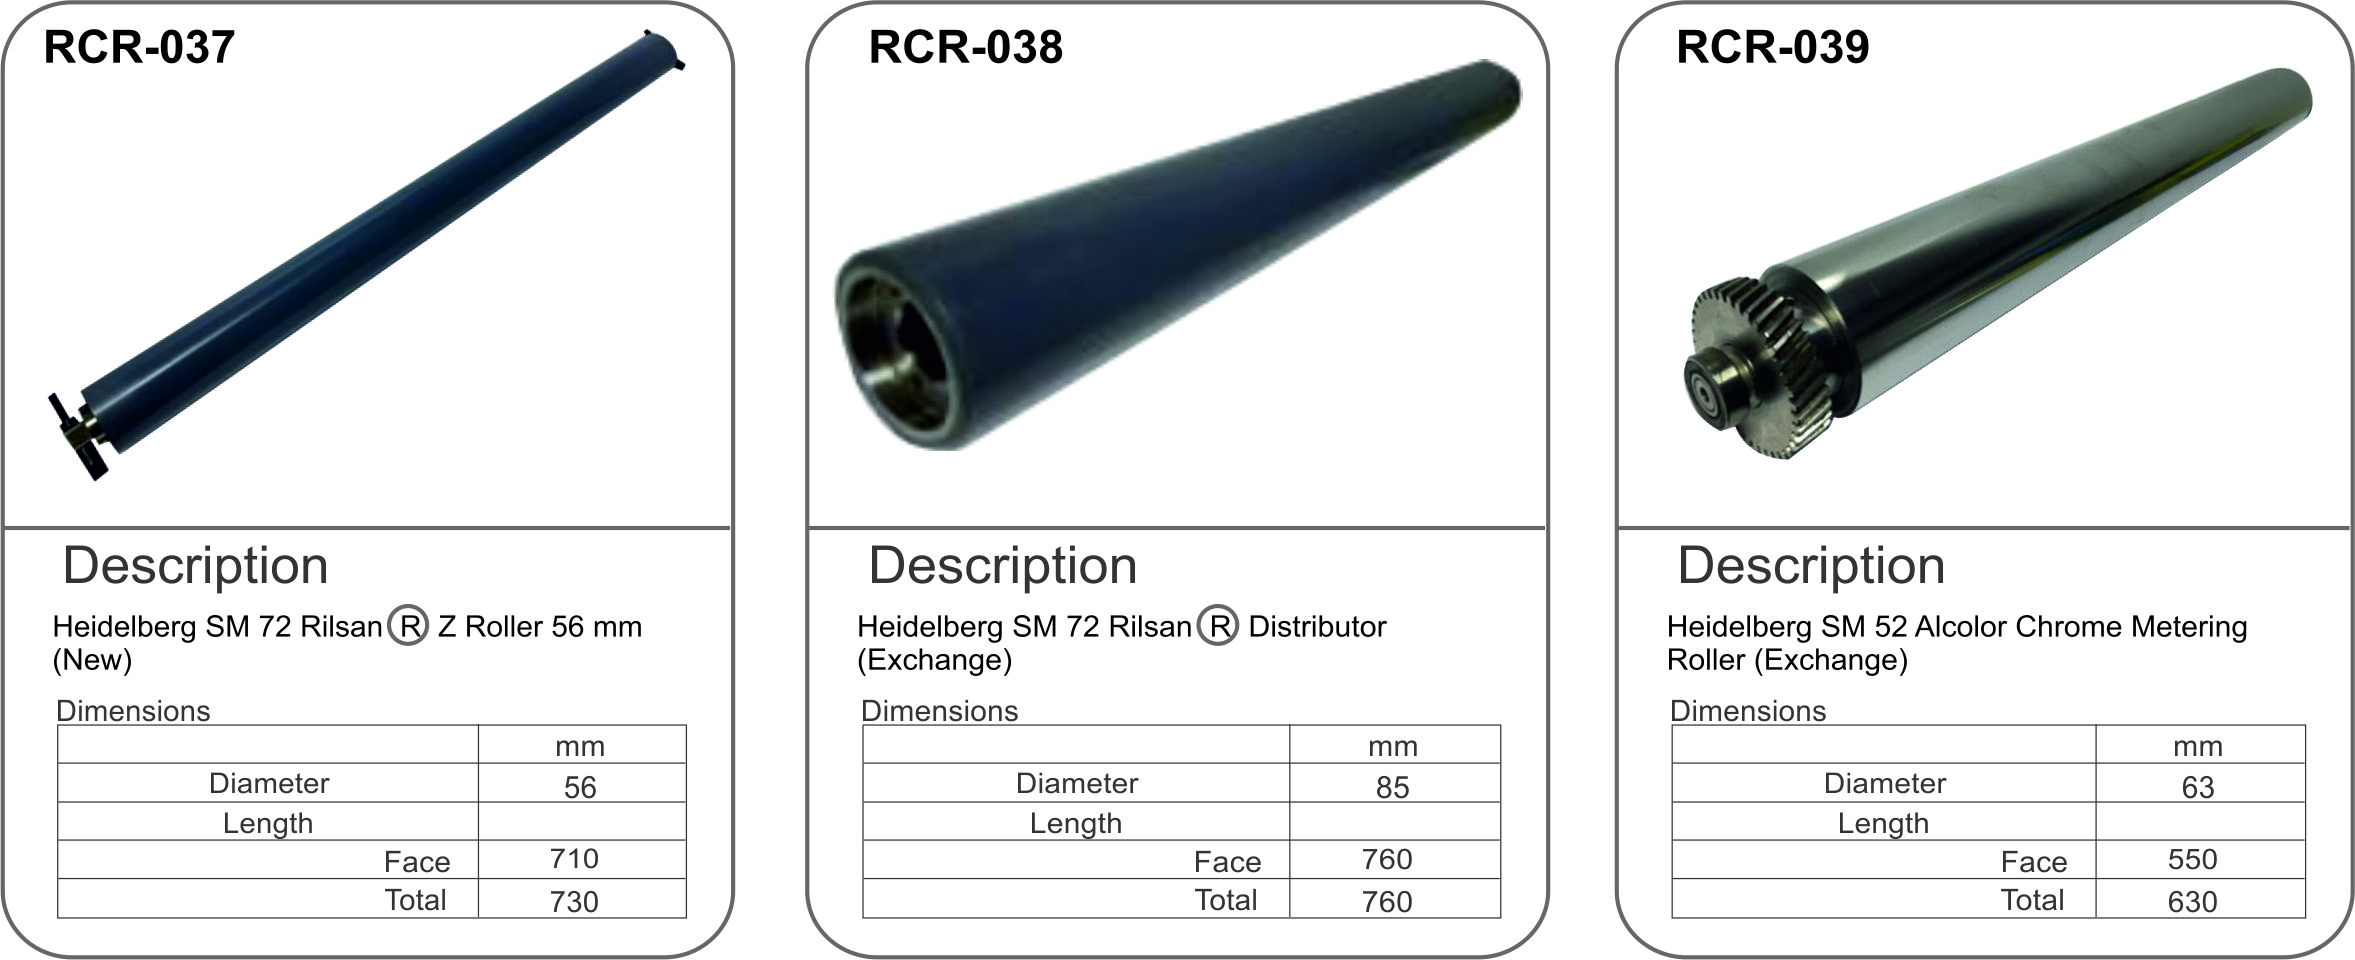 RCR-037
Description
Heidelberg SM 72 Rilsan® Z Roller 56 mm
(New)
Dimensions
mm
Diameter 56
Length
Face 710
Total 730
RCR-038
Description
Heidelberg SM 72 Rilsan® Distributor
(Exchange)
Dimensions
mm
Diameter 85
Length
Face 760
Total 760
RCR-039
Description
Heidelberg SM 52 Alcolor Chrome Metering
Roller (Exchange)
Dimensions
mm
Diameter 63
Length
Face 550
Total 630